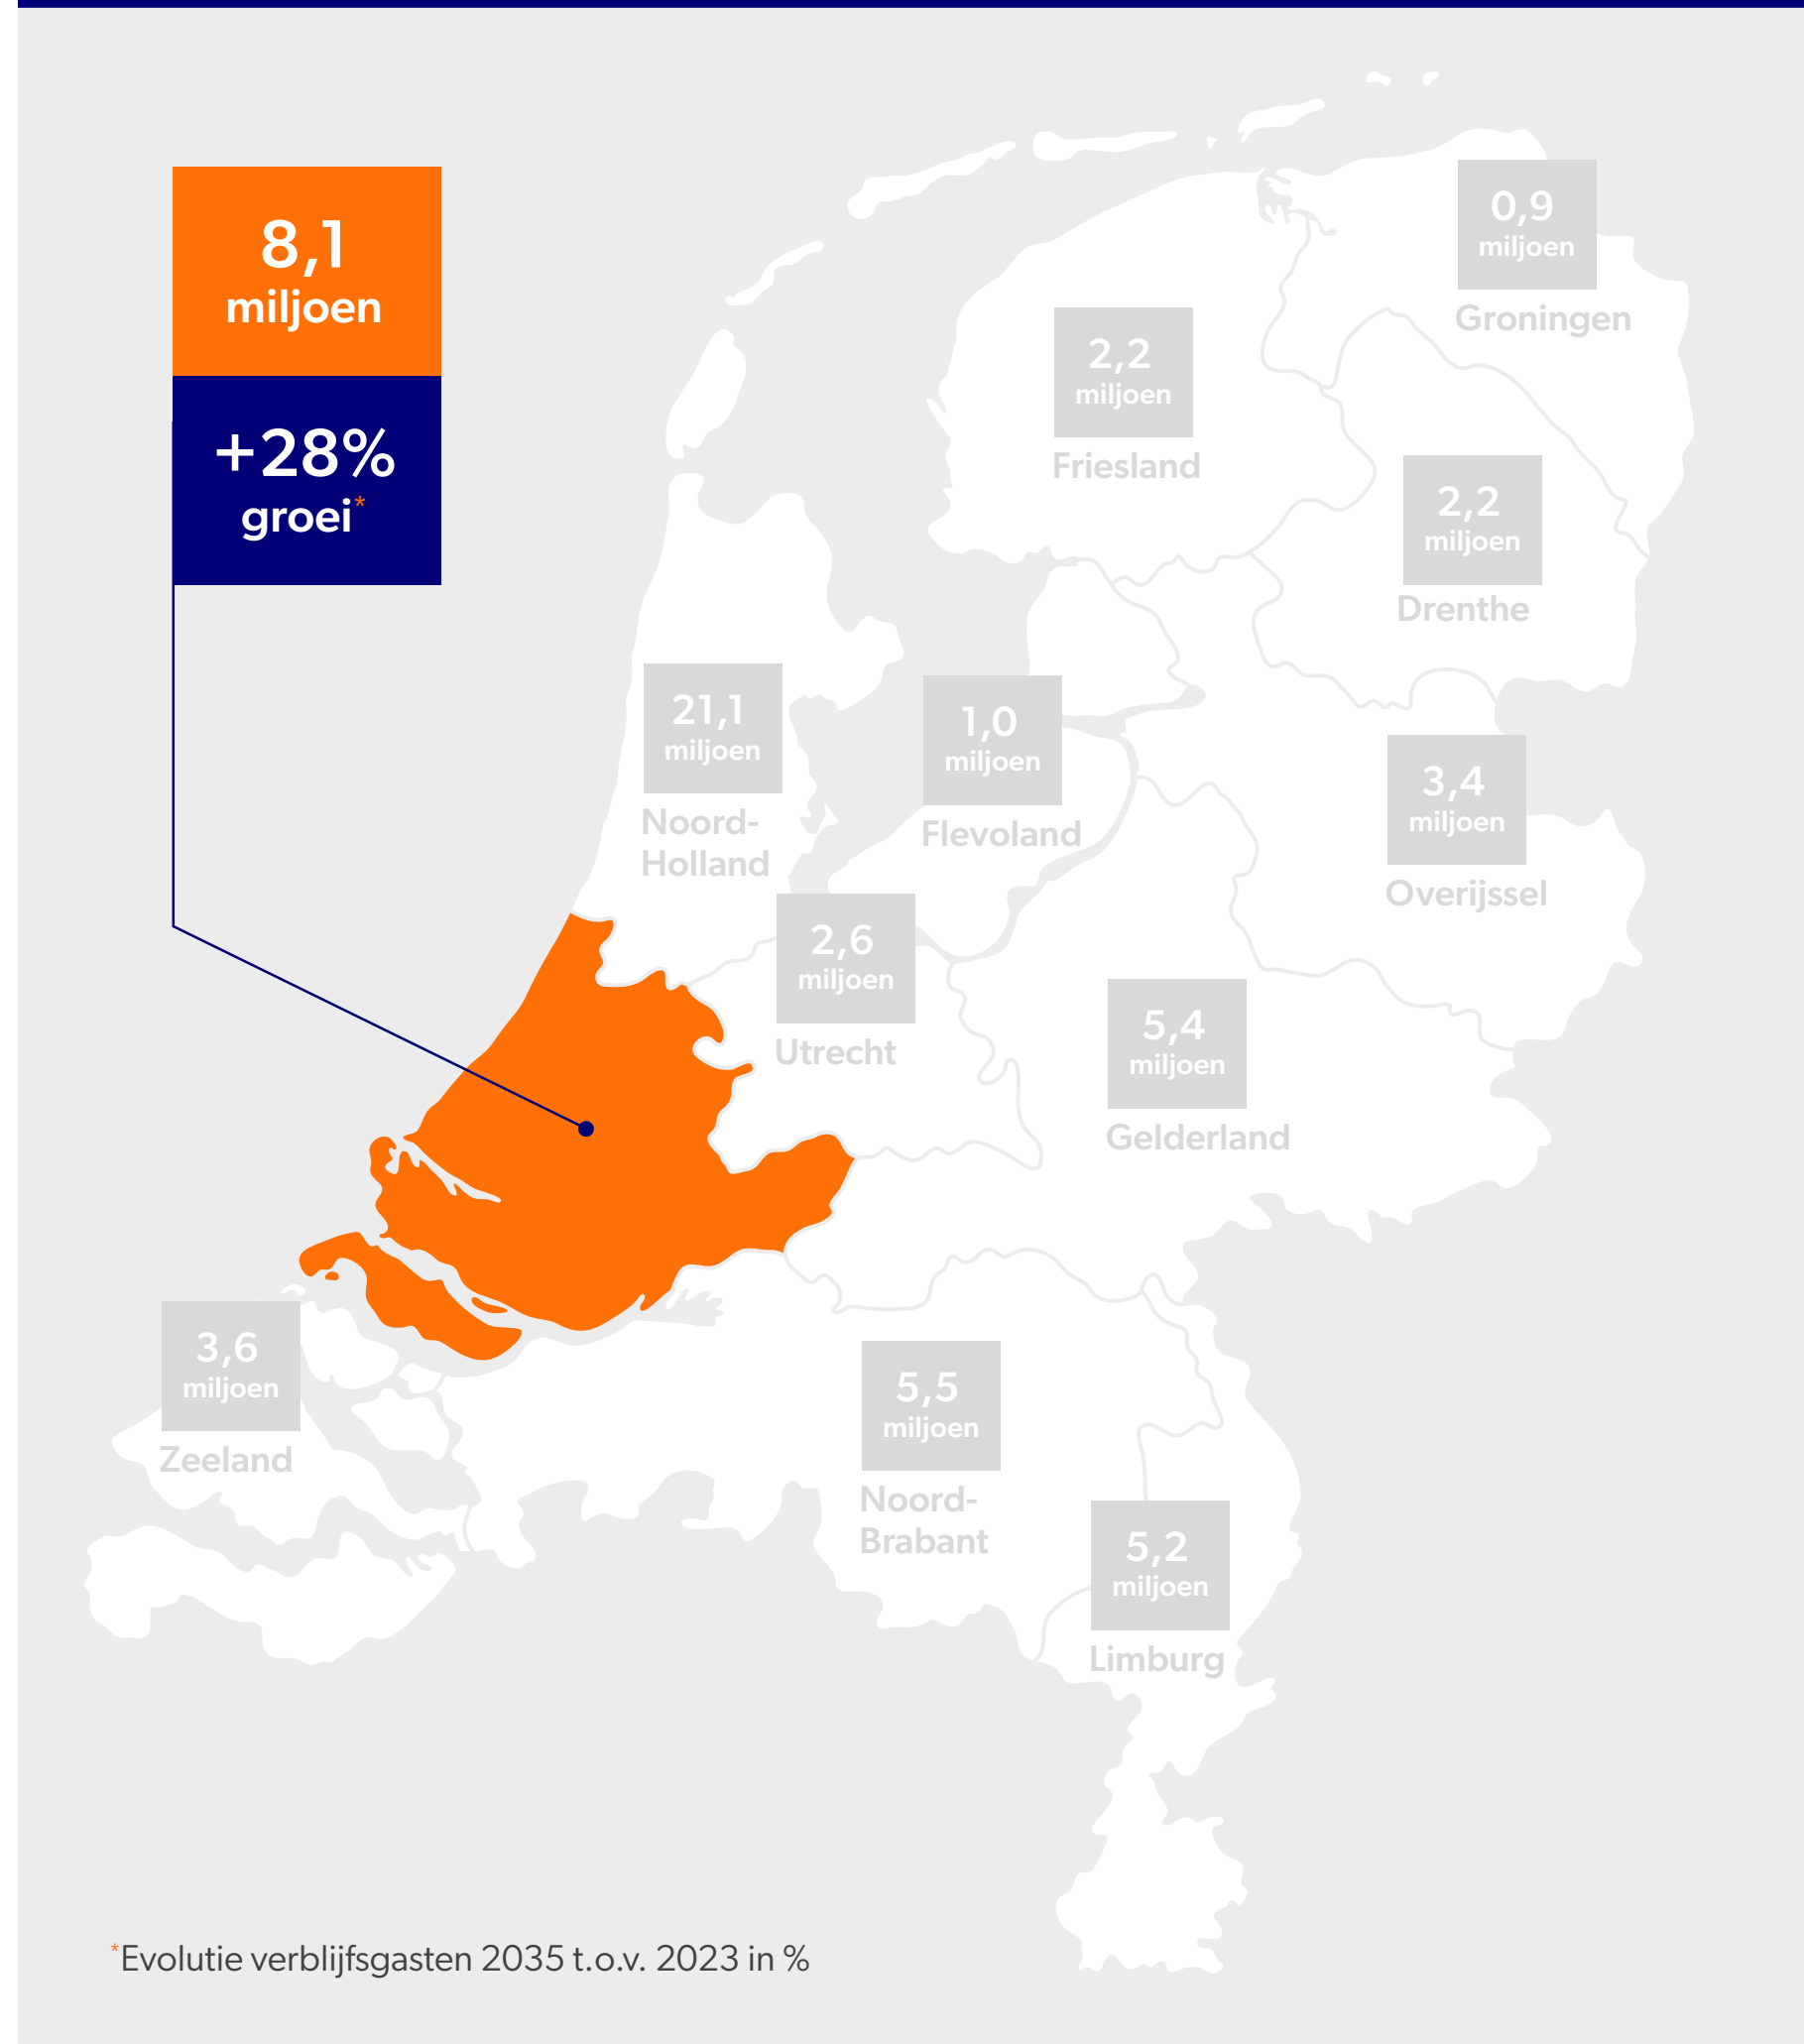 8,1
miljoen
+28%
groei*
0,9
miljoen
Groningen
2,2
miljoen
Friesland
2,2
miljoen
Drenthe
21,1
miljoen
Noord-
Holland
1,0
miljoen
Flevoland
3,4
miljoen
Overijssel
2,6
miljoen
Utrecht
5,4
miljoen
Gelderland
3,6
miljoen
Zeeland
5,5
miljoen
Noord-
Brabant
5,2
miljoen
Limburg
*Evolutie verblijfsgasten 2035 t.o.v. 2023 in %